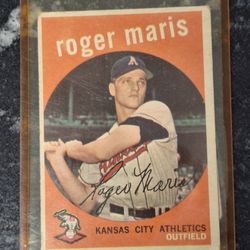 roger maris
A
Roger Maris
KANSAS CITY ATHLETICS
OUTFIELD